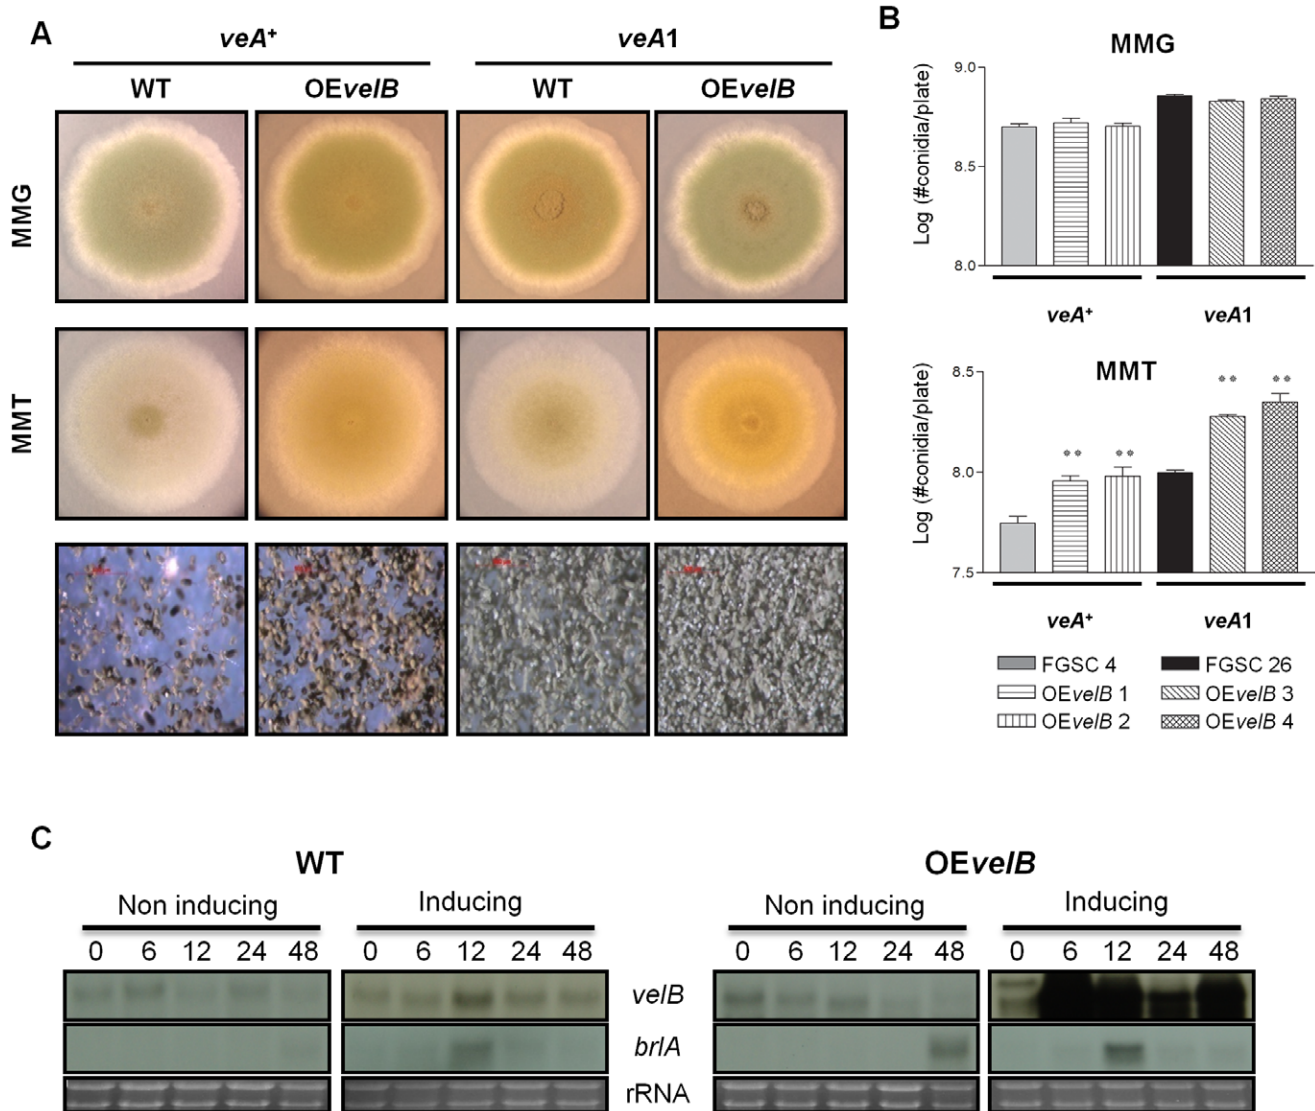 A
veA+
veA1
WT
OEvelB
WT
OEvelB
MMG
MMT
B
MMG
Log (#conidia/plate)
9.0
8.5
8.0
veA+
veA1
MMT
Log (#conidia/plate)
8.5
8.0
7.5
** **
** **
veA+
veA1
FGSC 4
FGSC 26
OEvelB 1
OEvelB 3
OEvelB 2
OEvelB 4
C
WT
OEvelB
Non inducing
Inducing
Non inducing
Inducing
0 6 12 24 48
0 6 12 24 48
0 6 12 24 48
0 6 12 24 48
velB
brlA
rRNA